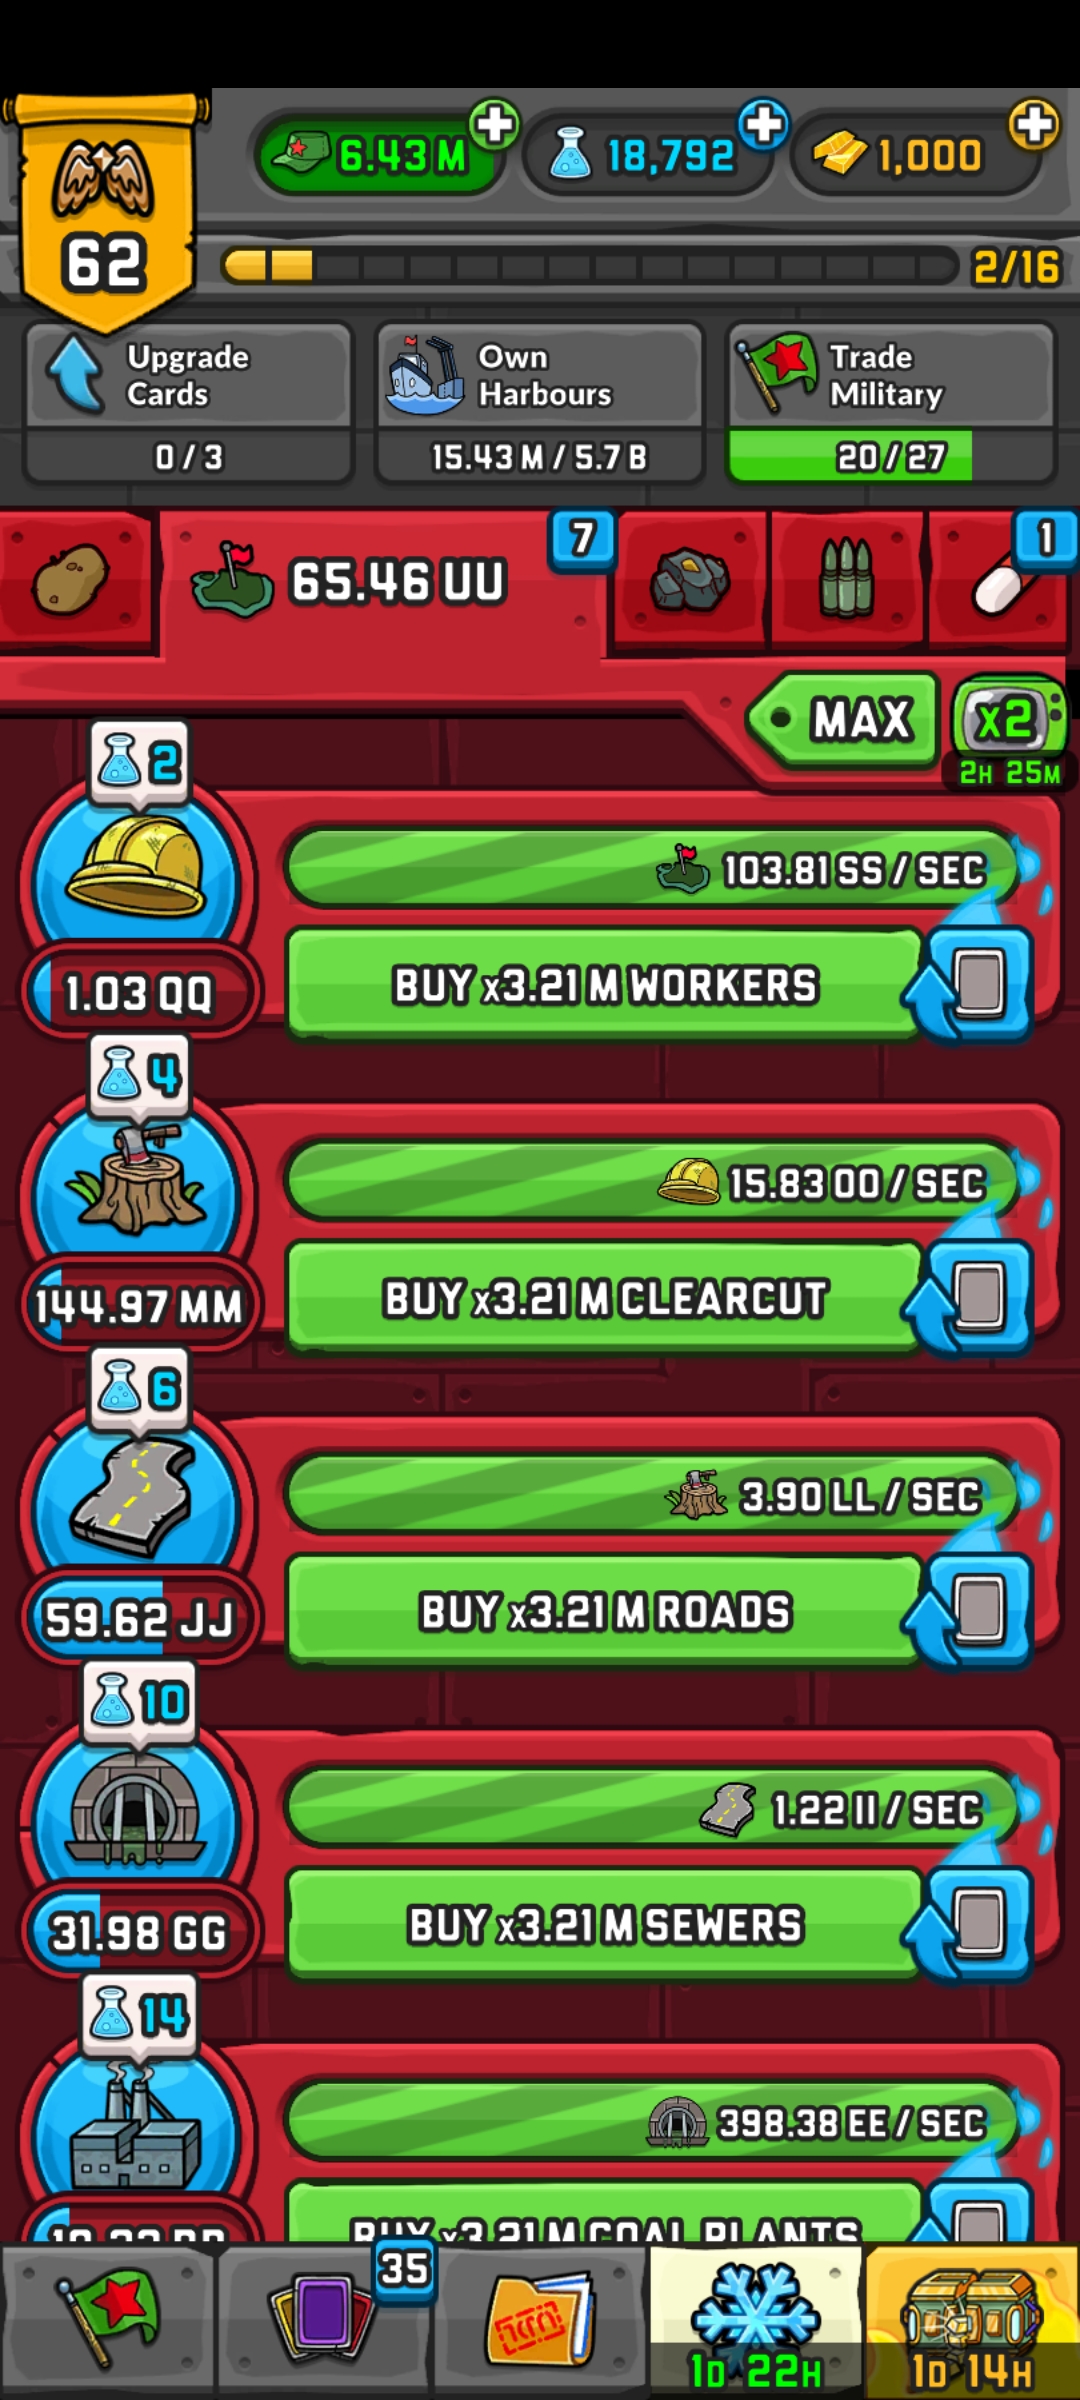 6.43 M
18,792
1,000
62
2/16
Upgrade
Cards
0 / 3
Own
Harbours
15.43 M / 5.7 B
Trade
Military
20 / 27
65.46 UU
7
1
MAX
x2
2H 25M
2
103.81 SS / SEC
BUY x3.21 M WORKERS
1.03 QQ
4
15.83 OO / SEC
BUY x3.21 M CLEARCUT
144.97 MM
6
3.90 LL / SEC
BUY x3.21 M ROADS
59.62 JJ
10
1.22 II / SEC
BUY x3.21 M SEWERS
31.98 GG
14
398.38 EE / SEC
BUY x3.21 M COAL PLANTS
35
1D 22H
1D 14H